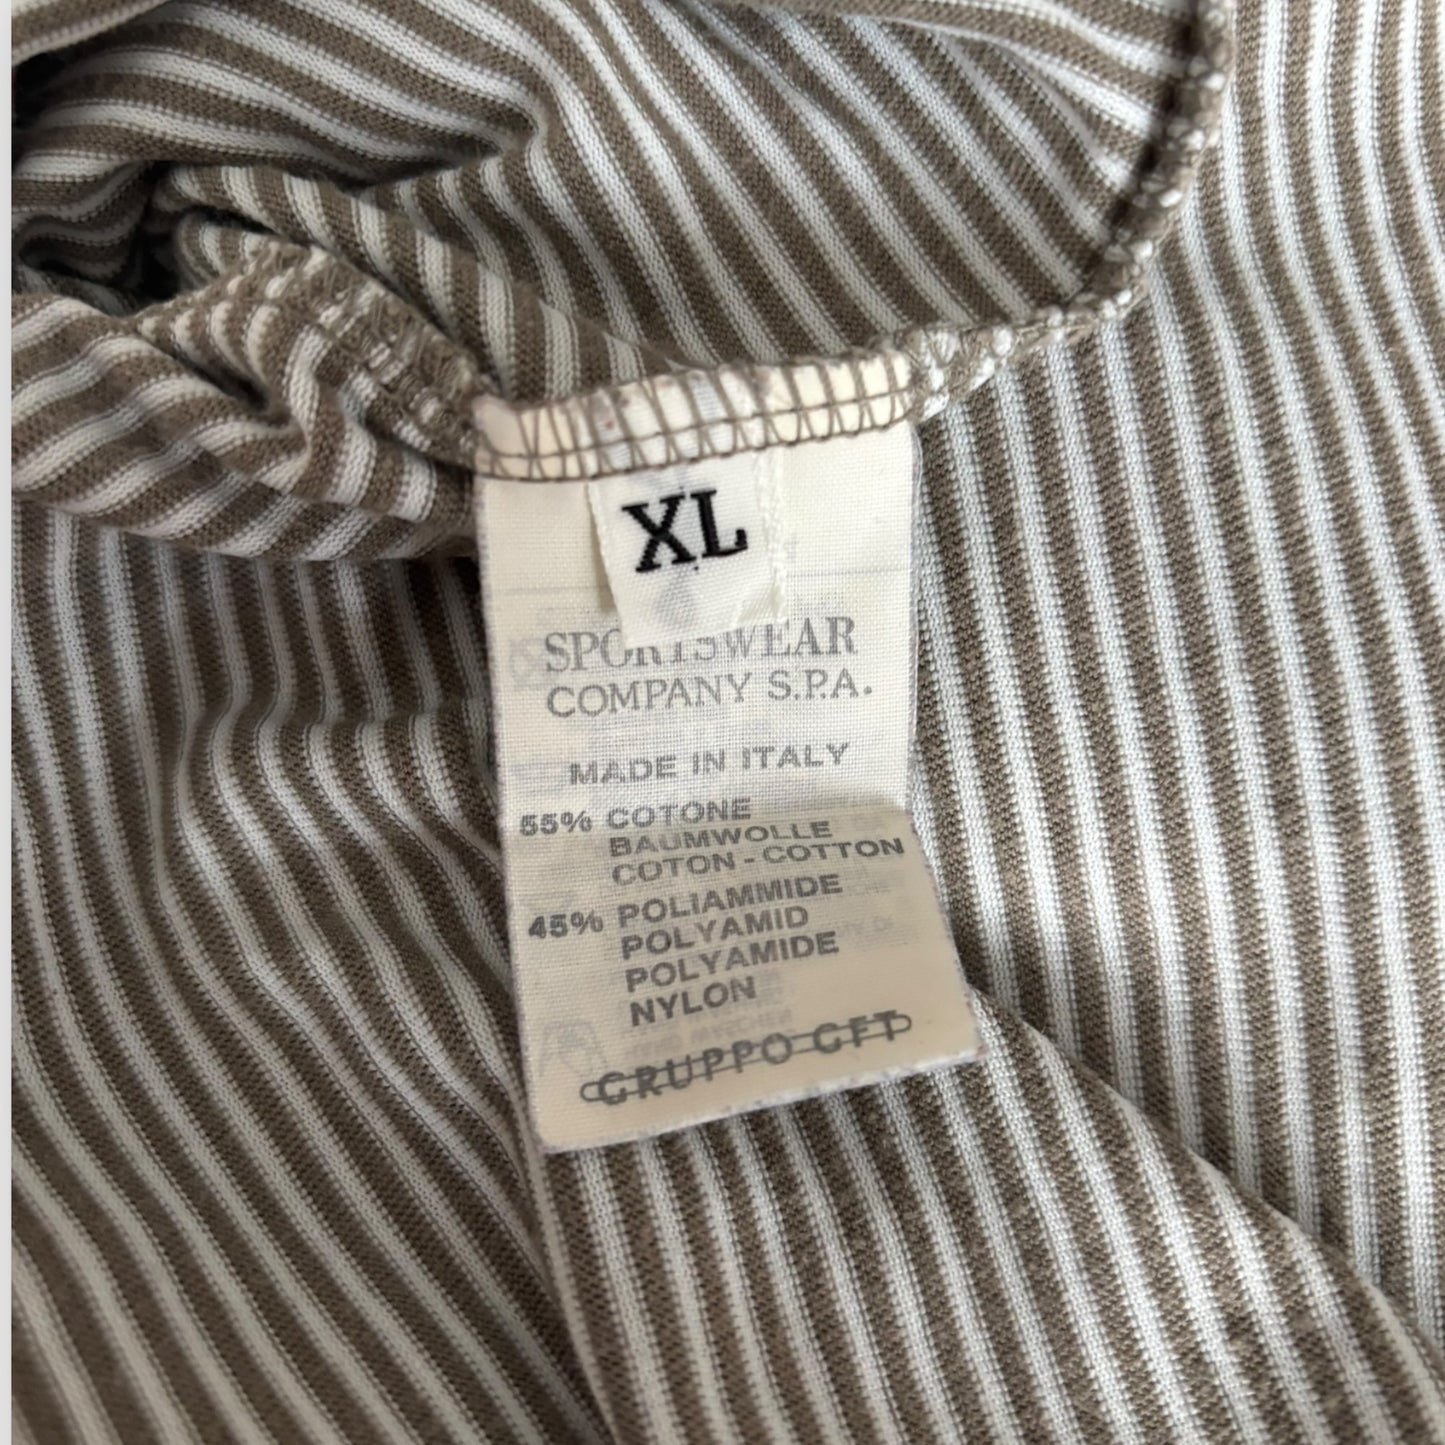 XL
SPORTSWEAR
COMPANY S.P.A.
MADE IN ITALY
55% COTONE
BAUMWOLLE
COTON - COTTON
45% POLIAMMIDE
POLYAMID
POLYAMIDE
NYLON
GRUPPO GFT